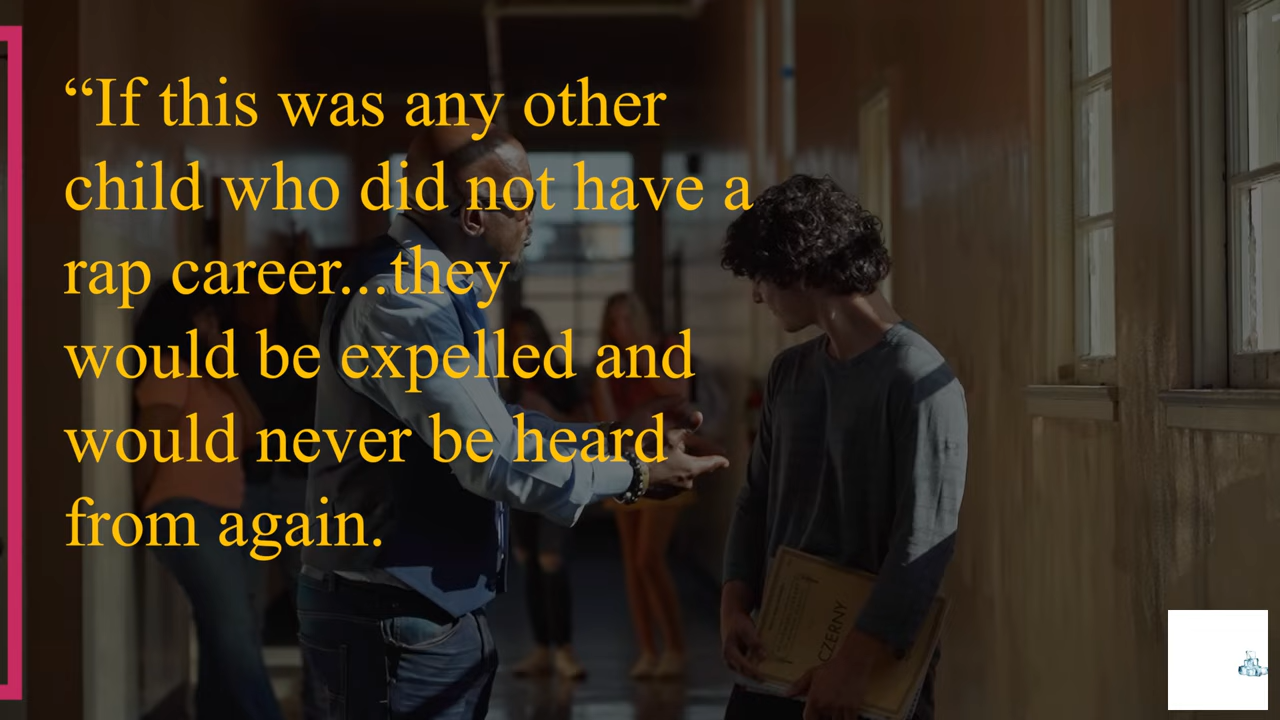 “If this was any other
child who did not have a
rap career...they
would be expelled and
would never be heard
from again.
CZERNY